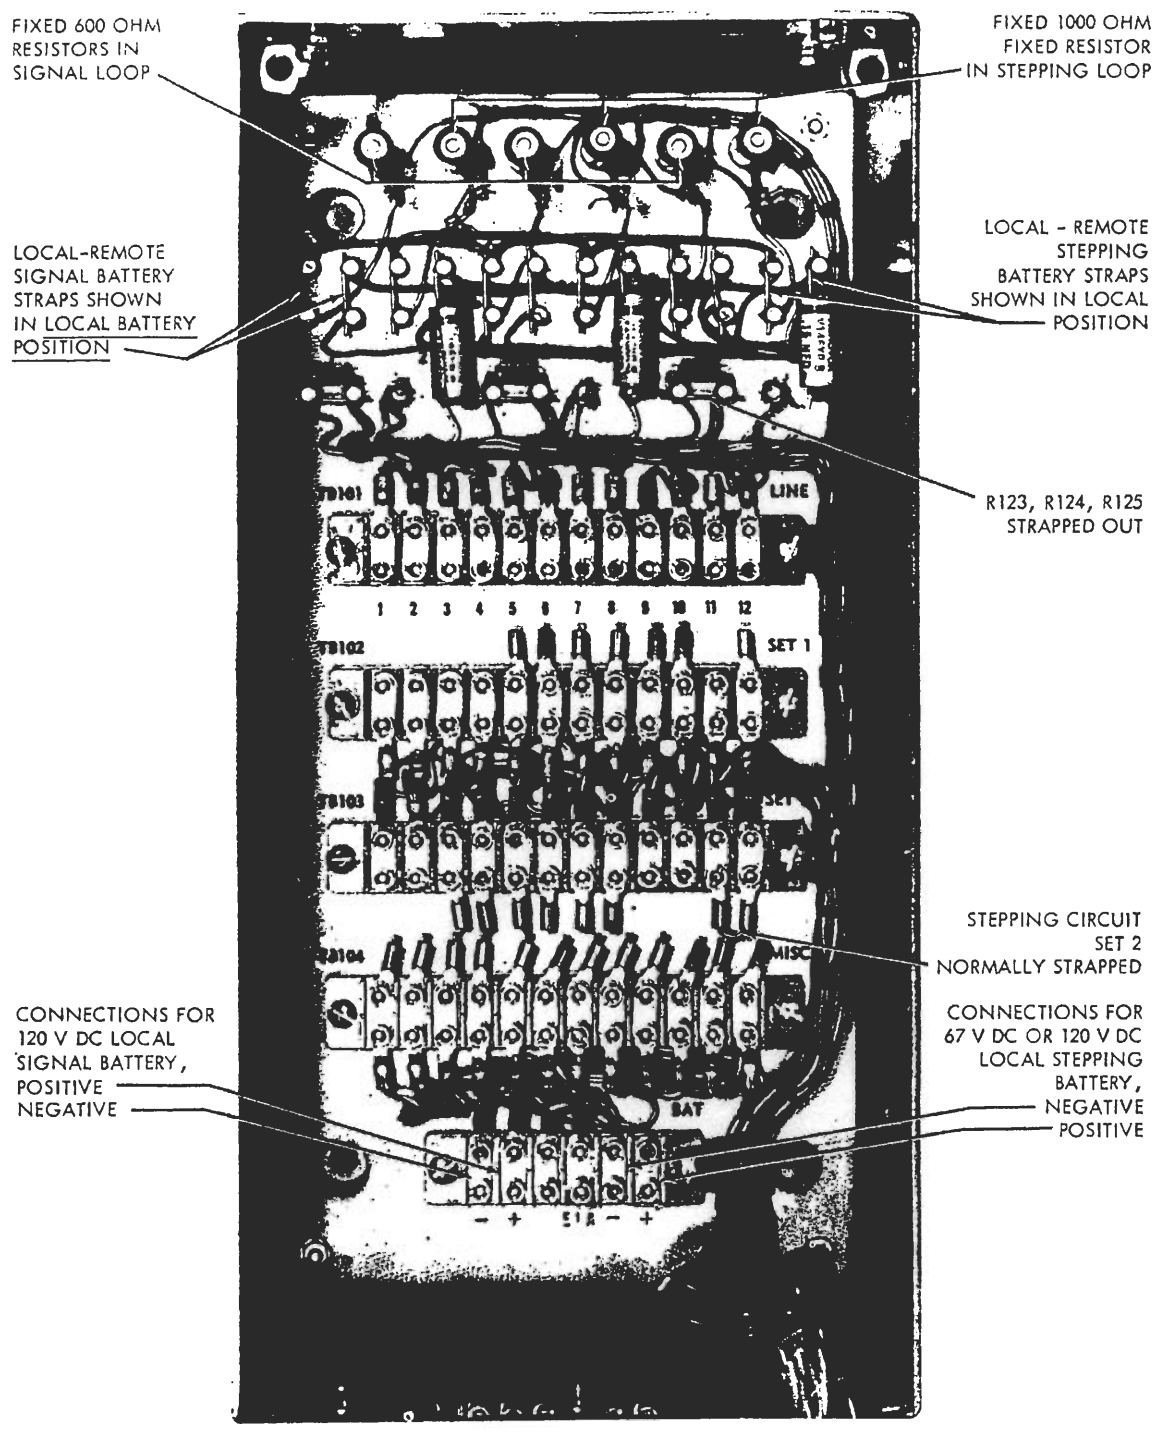 FIXED 600 OHM
RESISTORS IN
SIGNAL LOOP
FIXED 1000 OHM
FIXED RESISTOR
IN STEPPING LOOP
LOCAL-REMOTE
SIGNAL BATTERY
STRAPS SHOWN
IN LOCAL BATTERY
POSITION
LOCAL - REMOTE
STEPPING
BATTERY STRAPS
SHOWN IN LOCAL
POSITION
R123, R124, R125
STRAPPED OUT
TB101
LINE
1 2 3 4 5 6 7 8 9 10 11 12
TB102
SET 1
TB103
SET
STEPPING CIRCUIT
SET 2
NORMALLY STRAPPED
TB104
MISC
CONNECTIONS FOR
120 V DC LOCAL
SIGNAL BATTERY,
POSITIVE
NEGATIVE
CONNECTIONS FOR
67 V DC OR 120 V DC
LOCAL STEPPING
BATTERY,
NEGATIVE
POSITIVE
BAT
- + - +